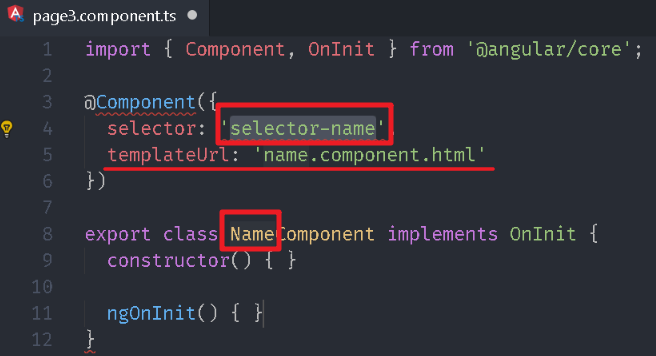 page3.component.ts
1 import { Component, OnInit } from '@angular/core';
2
3 @Component({
4 selector: 'selector-name',
5 templateUrl: 'name.component.html'
6 })
7
8 export class NameComponent implements OnInit {
9 constructor() { }
10
11 ngOnInit() { }
12 }